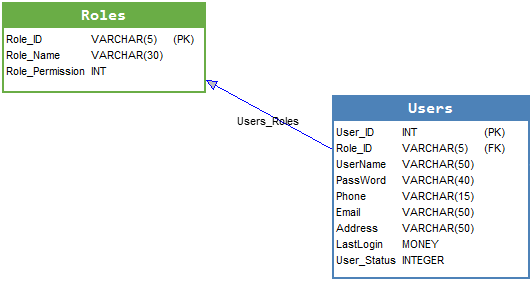 Roles
Role_ID VARCHAR(5) (PK)
Role_Name VARCHAR(30)
Role_Permission INT
Users_Roles
Users
User_ID INT (PK)
Role_ID VARCHAR(5) (FK)
UserName VARCHAR(50)
PassWord VARCHAR(40)
Phone VARCHAR(15)
Email VARCHAR(50)
Address VARCHAR(50)
LastLogin MONEY
User_Status INTEGER